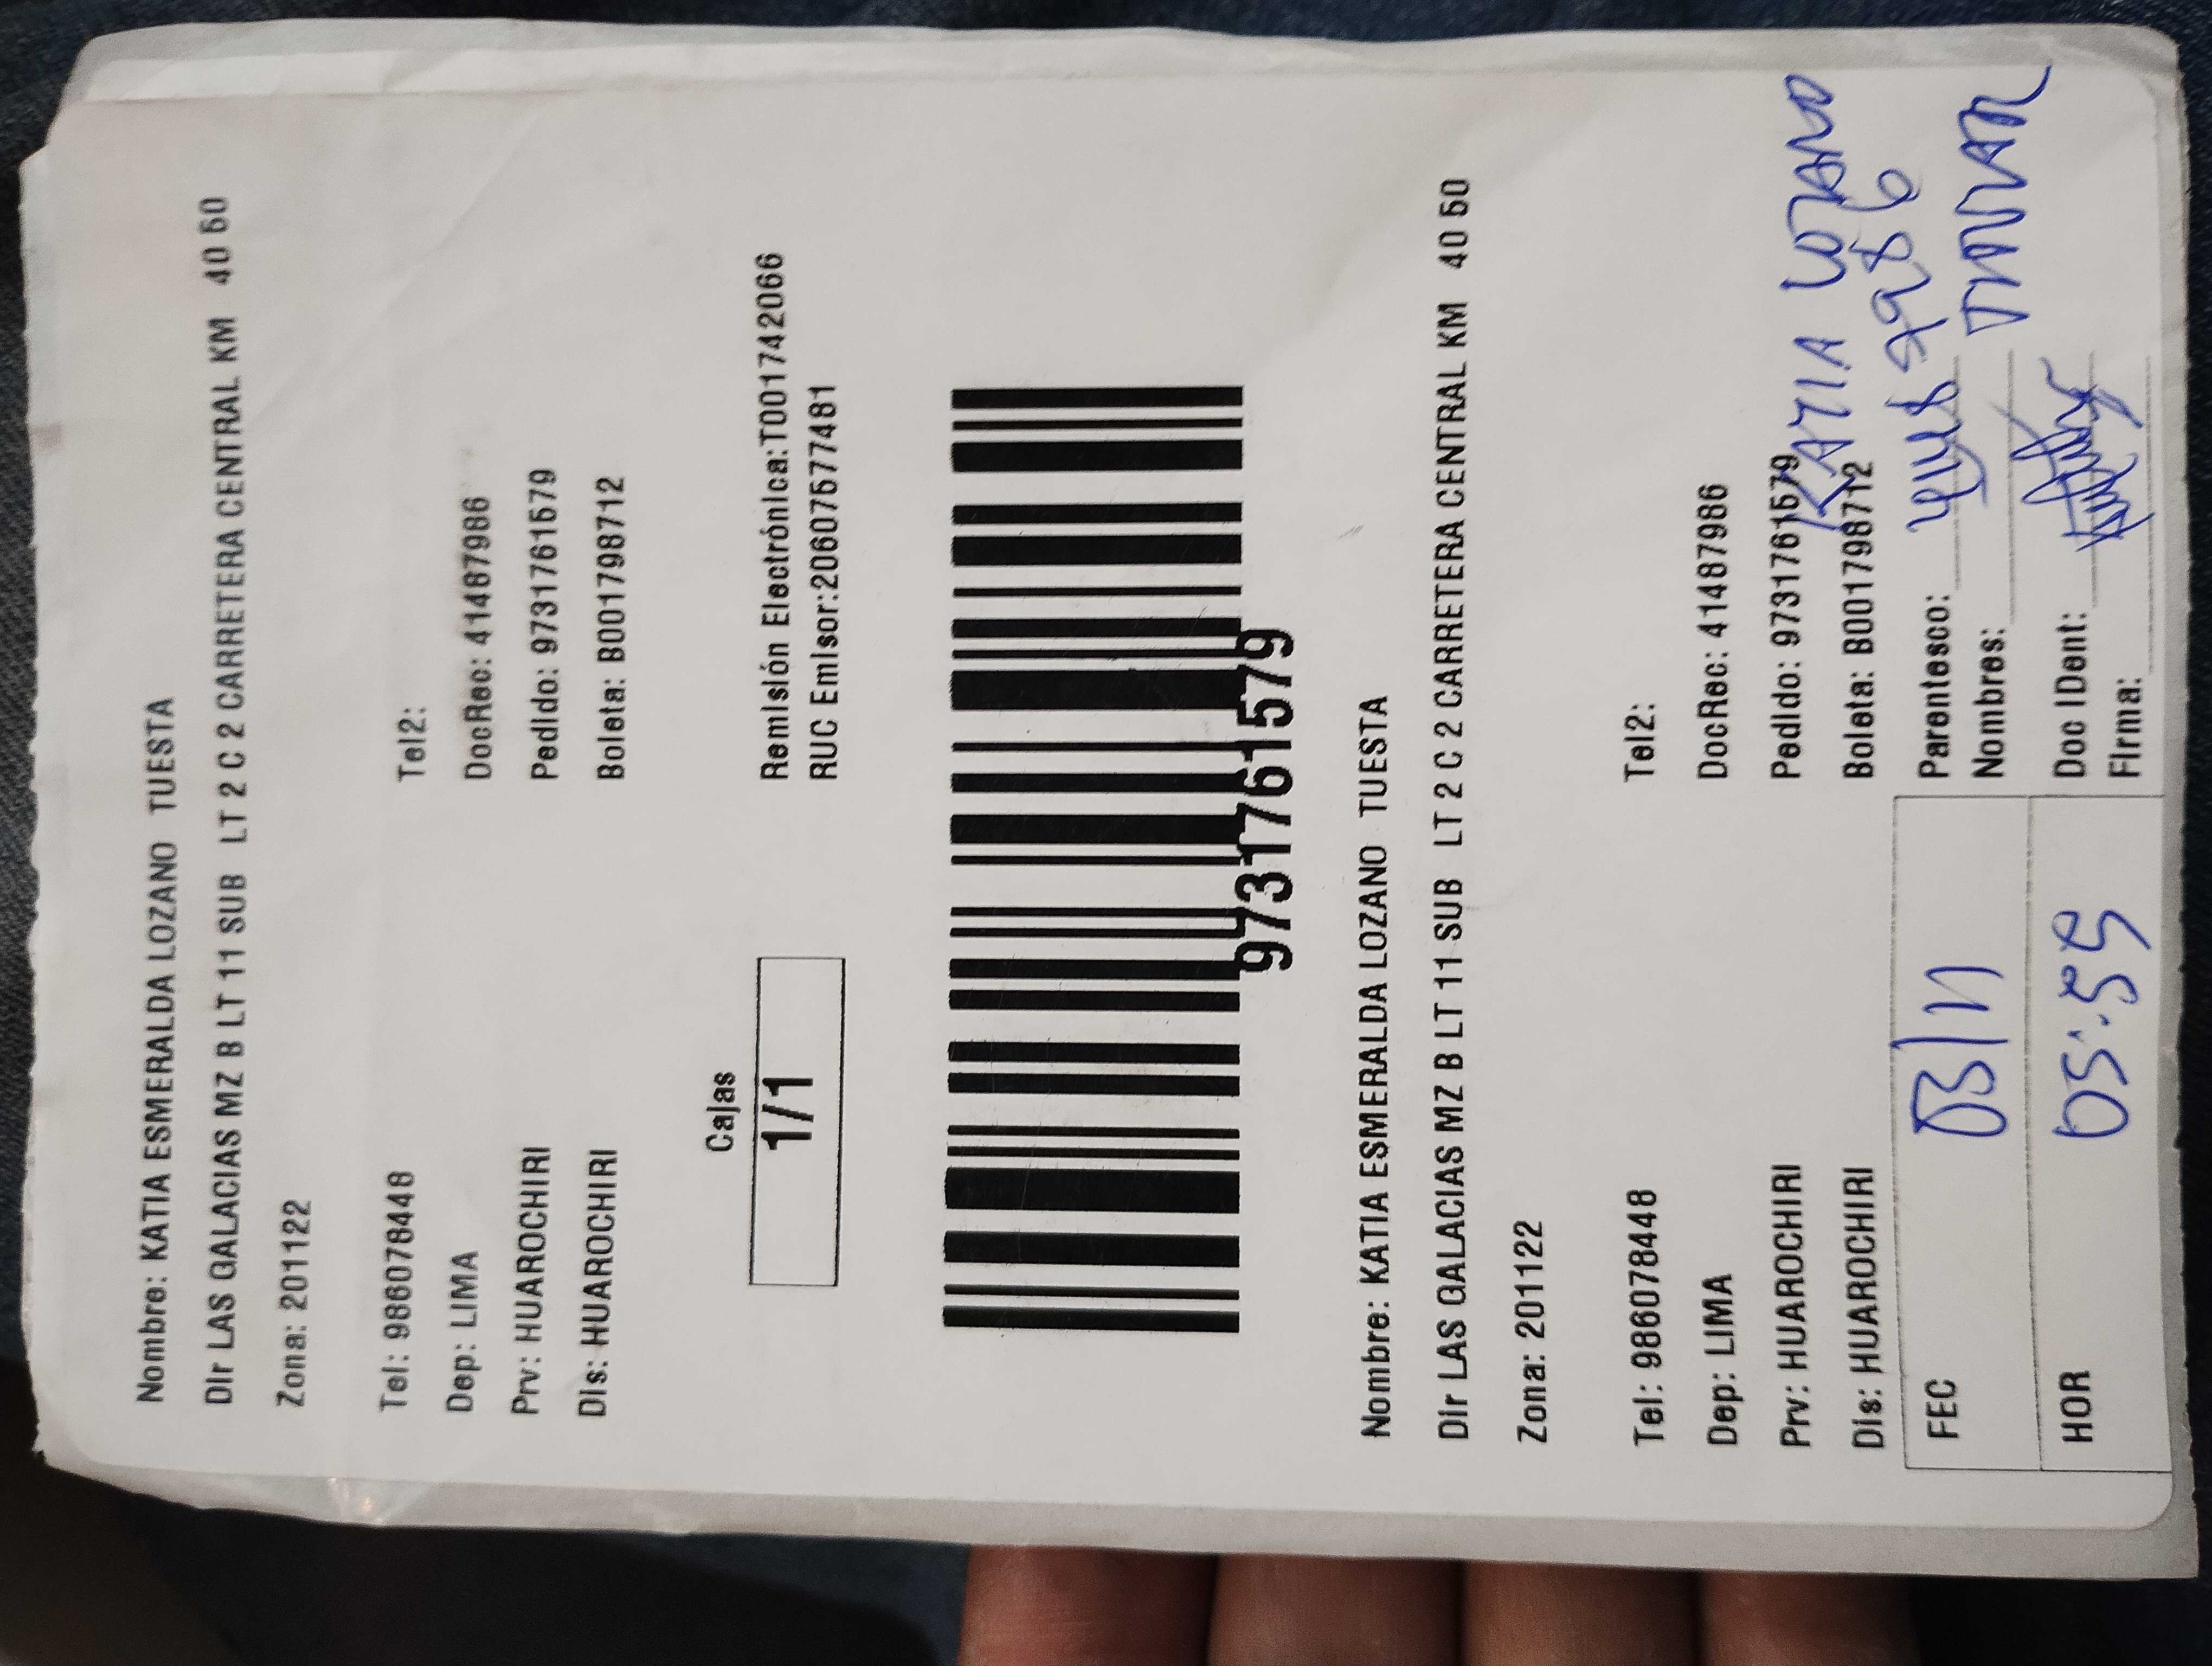 Nombre: KATIA ESMERALDA LOZANO TUESTA
Dir LAS GALACIAS MZ B LT 11 SUB LT 2 C 2 CARRETERA CENTRAL KM 40 50
Zona: 201122
Tel: 986078448 Tel2:
Dep: LIMA DocRec: 41487986
Prv: HUAROCHIRI Pedido: 9731761579
Dis: HUAROCHIRI Boleta: B001798712
Cajas
1/1
Remisión Electrónica:T001742066
RUC Emisor:20607577481
9731761579
Nombre: KATIA ESMERALDA LOZANO TUESTA
Dir LAS GALACIAS MZ B LT 11 SUB LT 2 C 2 CARRETERA CENTRAL KM 40 50
Zona: 201122
Tel: 986078448 Tel2:
Dep: LIMA DocRec: 41487986
Prv: HUAROCHIRI Pedido: 9731761579
Dis: HUAROCHIRI Boleta: B001798712
KATIA LOZANO
FEC 03/11 Parentesco: 41487986
Nombres: TITULAR
HOR 05:55 Doc IDent:
Firma: